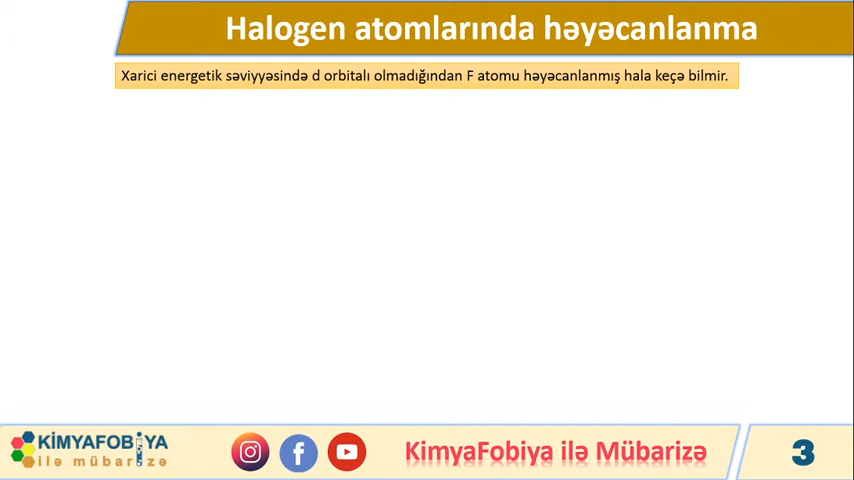 Halogen atomlarında həyəcanlanma
Xarici energetik səviyyəsində d orbitalı olmadığından F atomu həyəcanlanmış hala keçə bilmir.
KİMYAFOBİYA
ilə mübarizə
KimyaFobiya ilə Mübarizə
3